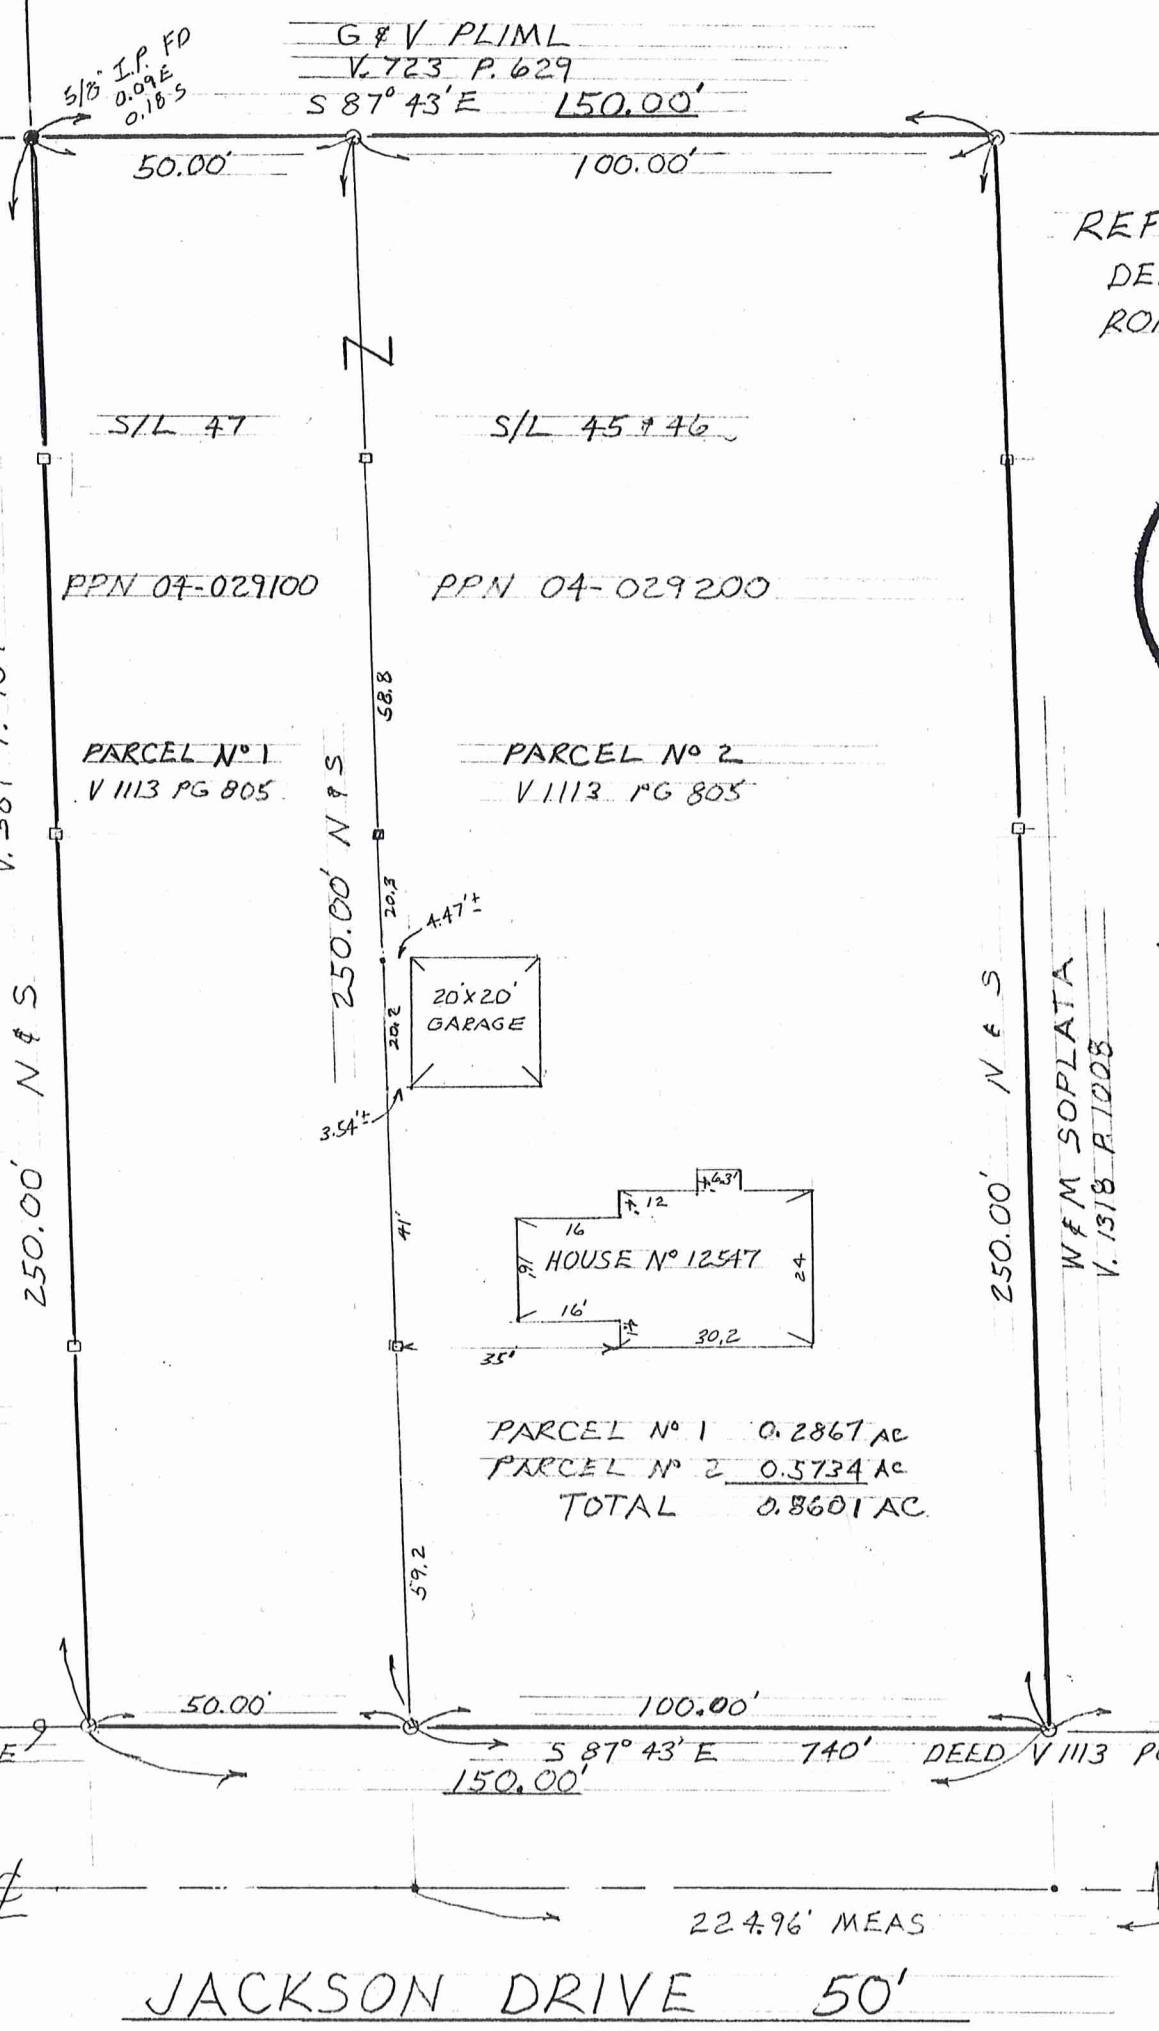 G & V PLIML
V. 723 P. 629
S 87° 43' E 150.00'
5/8" I.P. FD
0.09 E
0.18 S
50.00'
100.00'
REF
DE
RO
N
S/L 47
S/L 45 & 46
PPN 04-029100
PPN 04-029200
58.8
PARCEL Nº 1
V 1113 PG 805
PARCEL Nº 2
V 1113 PG 805
250.00' N & S
20.3
4.47'±
20'X20'
GARAGE
20.2
3.54'±
250.00' N & S
250.00' N & S
W & M SOPLATA
V. 1318 P. 1008
41'
6.3'
12
16
HOUSE Nº 12547
16'
24
16'
30.2
35'
PARCEL Nº 1 0.2867 AC
PARCEL Nº 2 0.5734 AC
TOTAL 0.8601 AC.
59.2
50.00'
100.00'
S 87° 43' E 740' DEED V 1113
150.00'
224.96' MEAS
JACKSON DRIVE 50'